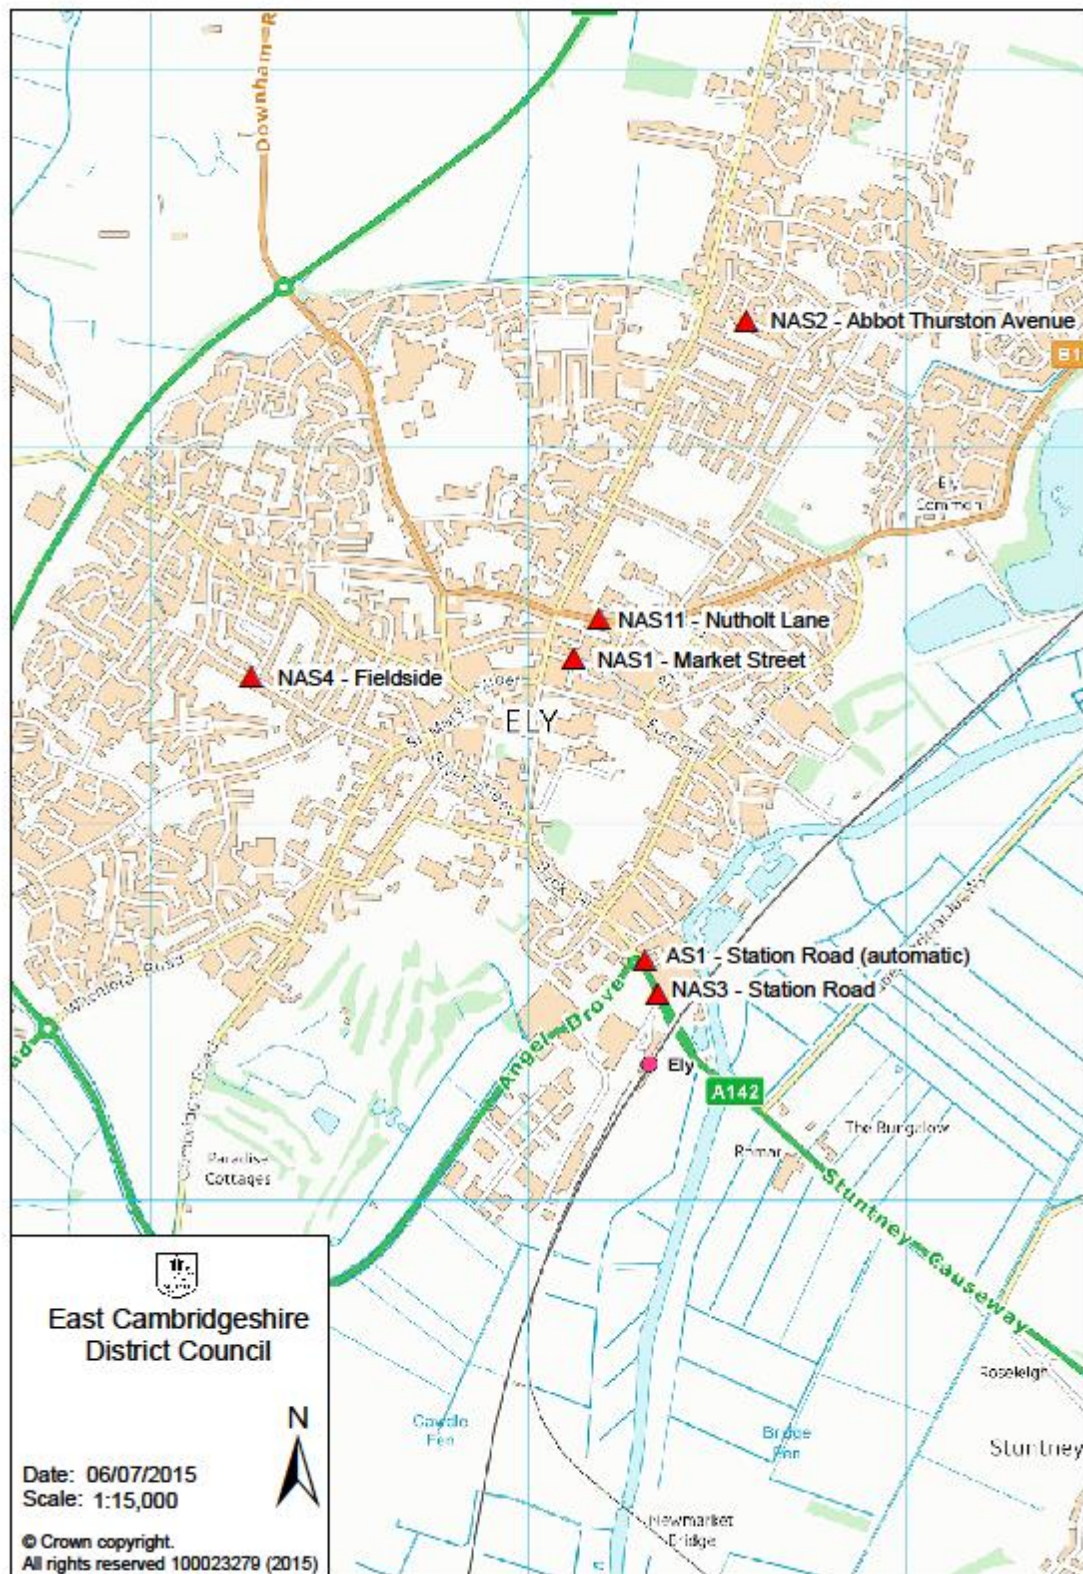 Downham R
NAS2 - Abbot Thurston Avenue
B1
Ely
Common
NAS11 - Nutholt Lane
NAS1 - Market Street
NAS4 - Fieldside
ELY
AS1 - Station Road (automatic)
NAS3 - Station Road
Angel Drove
Ely
A142
The Bungalow
Paradise
Cottages
Stuntney Causeway
East Cambridgeshire
District Council
Roseleigh
N
Cawdle
Fen
Bridge
Fen
Stuntney
Date: 06/07/2015
Scale: 1:15,000
Newmarket
Bridge
© Crown copyright.
All rights reserved 100023279 (2015)